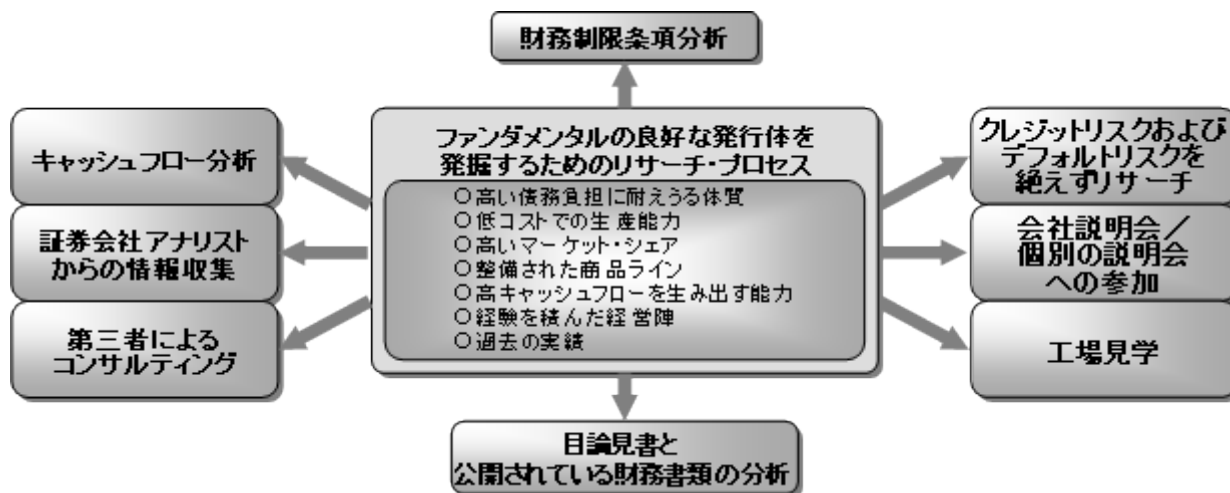 財務制限条項分析
キャッシュフロー分析
証券会社アナリスト
からの情報収集
第三者による
コンサルティング
ファンダメンタルの良好な発行体を
発掘するためのリサーチ・プロセス
○高い債務負担に耐えうる体質
○低コストでの生産能力
○高いマーケット・シェア
○整備された商品ライン
○高キャッシュフローを生み出す能力
○経験を積んだ経営陣
○過去の実績
クレジットリスクおよび
デフォルトリスクを
絶えずリサーチ
会社説明会／
個別の説明会
への参加
工場見学
目論見書と
公開されている財務書類の分析